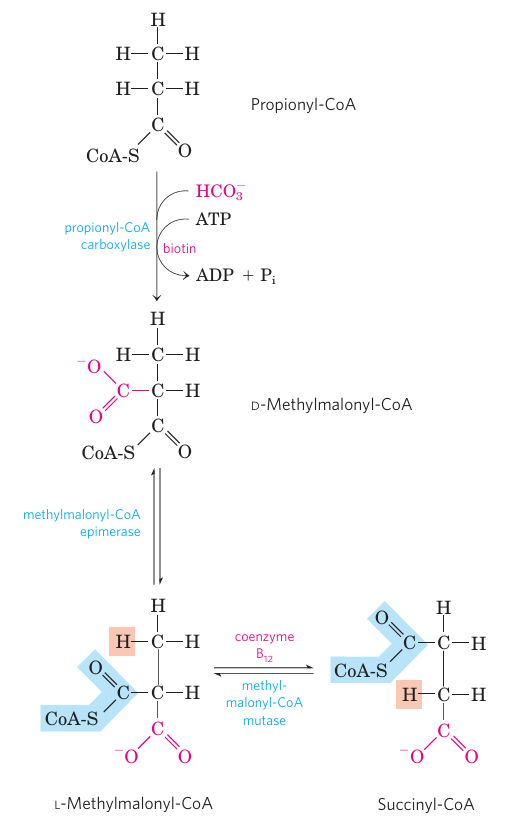 H
H—C—H
H—C—H
Propionyl-CoA
C
CoA-S
O
HCO₃⁻
ATP
propionyl-CoA
carboxylase
biotin
ADP + Pᵢ
H
H—C—H
⁻O
C—C—H
O
D-Methylmalonyl-CoA
C
CoA-S
O
methylmalonyl-CoA
epimerase
H
H—C—H
O
C—C—H
CoA-S
C
⁻O
O
L-Methylmalonyl-CoA
coenzyme
B₁₂
methyl-
malonyl-CoA
mutase
H
O
C—C—H
CoA-S
H—C—H
C
⁻O
O
Succinyl-CoA